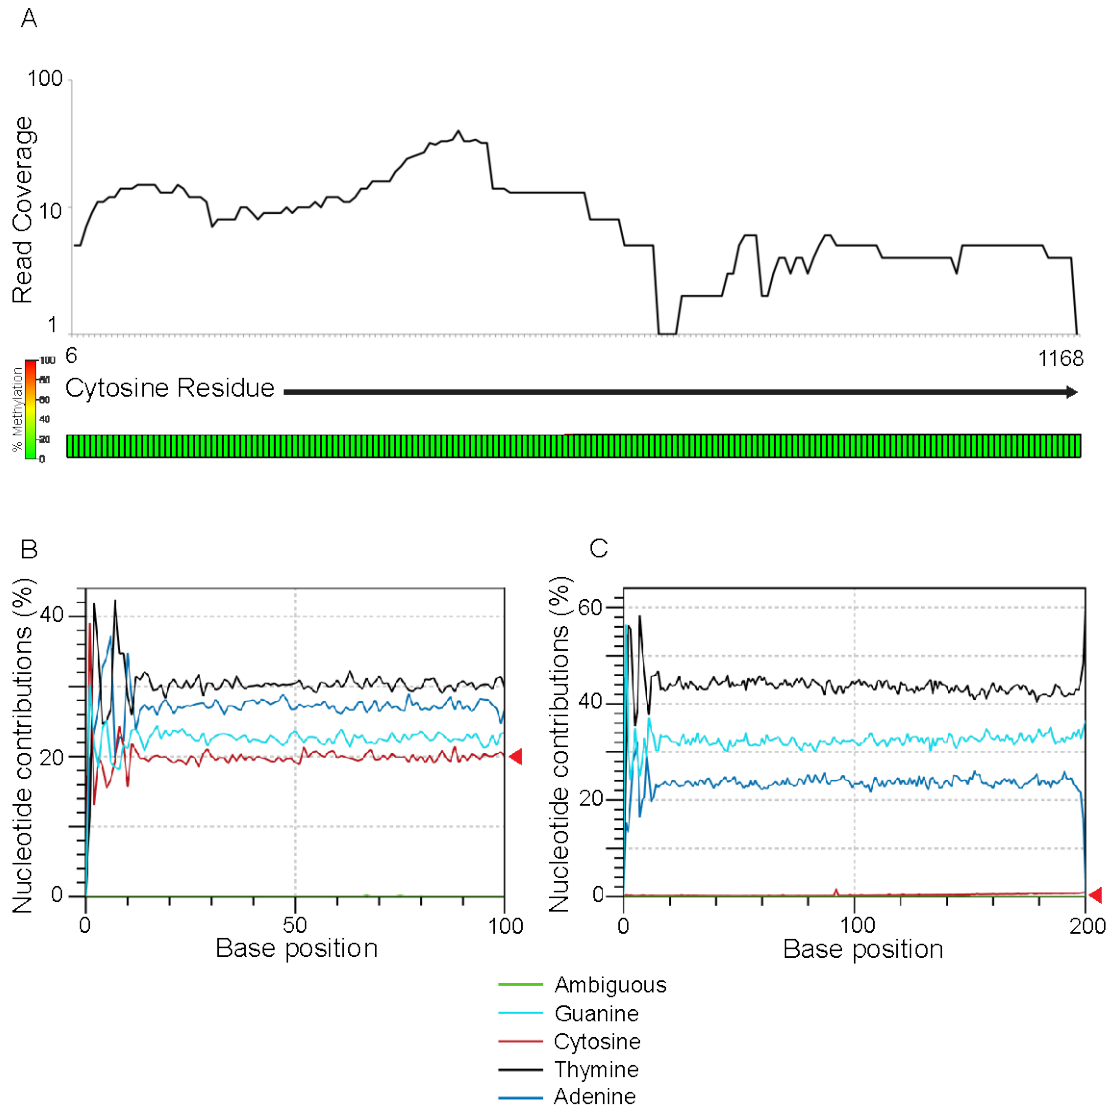 A
100
10
1
Read Coverage
6
1168
% Methylation
100
80
60
40
20
0
Cytosine Residue
B
Nucleotide contributions (%)
40
20
0
0
50
100
Base position
C
Nucleotide contributions (%)
60
40
20
0
0
100
200
Base position
Ambiguous
Guanine
Cytosine
Thymine
Adenine